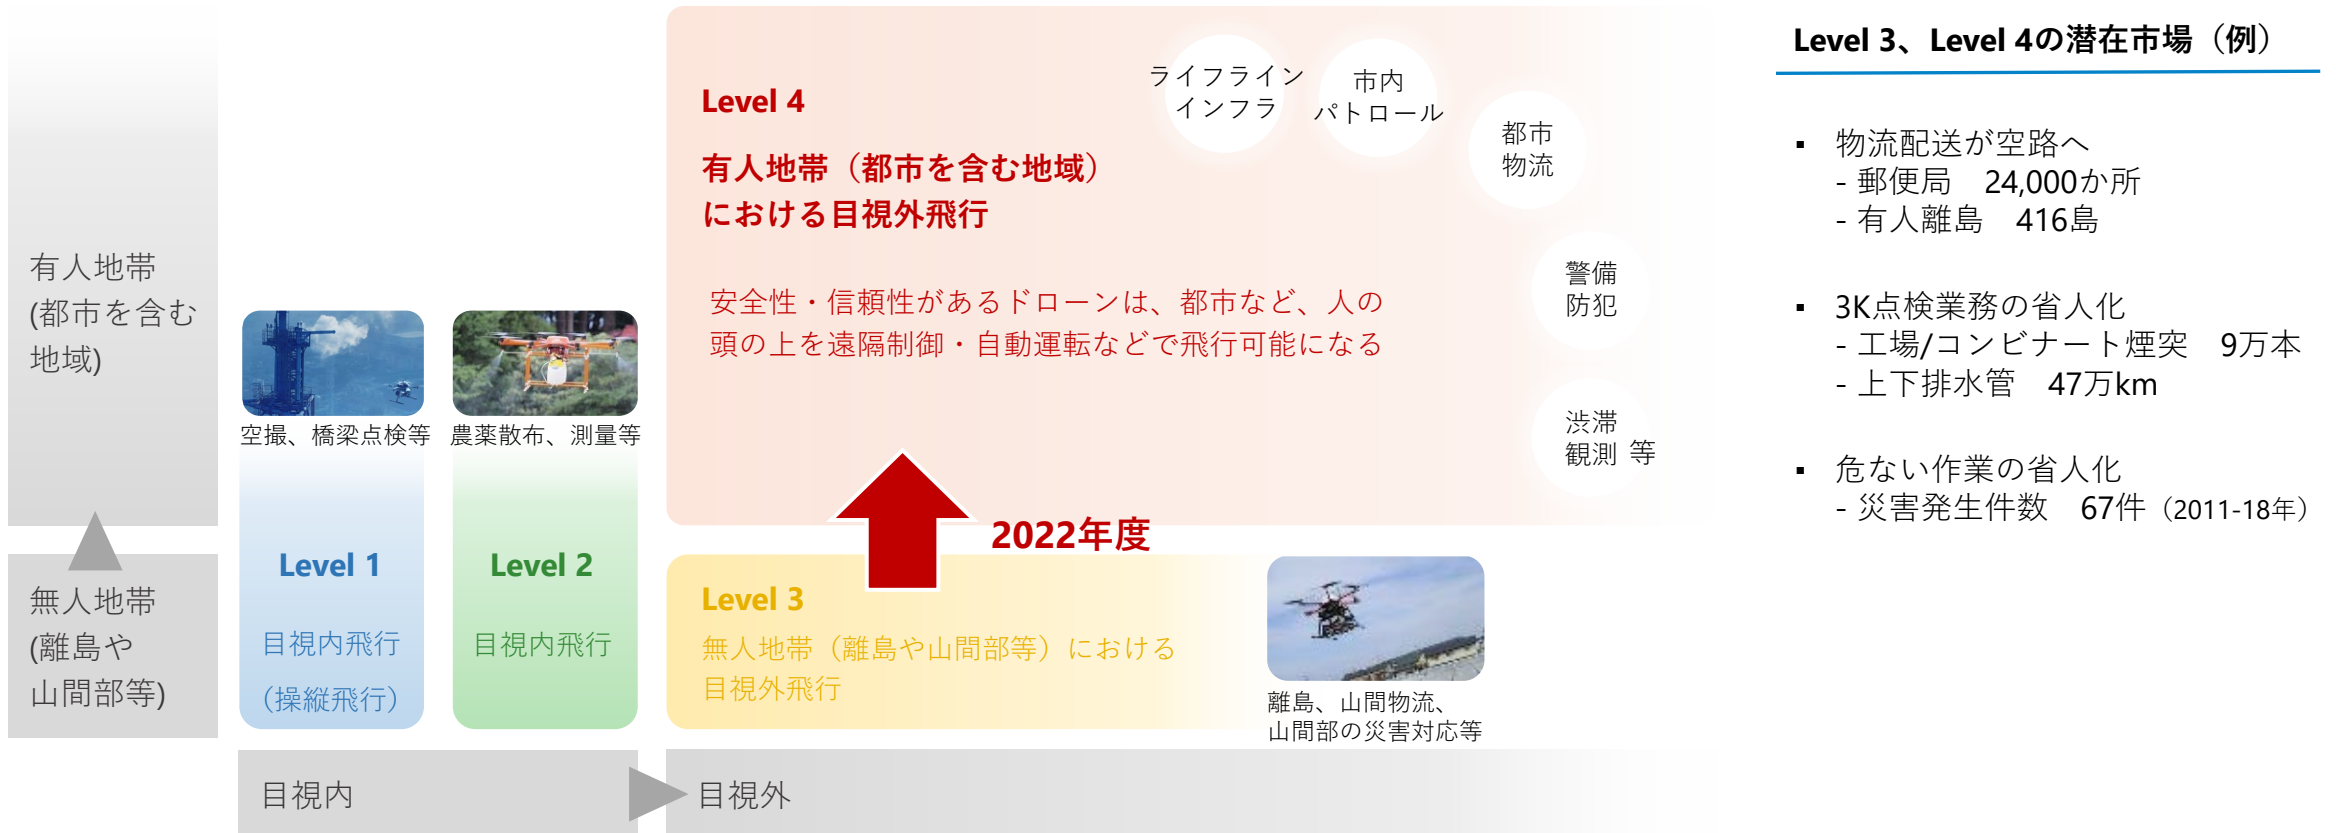 有人地帯
(都市を含む
地域)
無人地帯
(離島や
山間部等)
空撮、橋梁点検等
Level 1
目視内飛行
（操縦飛行）
農薬散布、測量等
Level 2
目視内飛行
Level 4
有人地帯（都市を含む地域）
における目視外飛行
安全性・信頼性があるドローンは、都市など、人の
頭の上を遠隔制御・自動運転などで飛行可能になる
ライフライン
インフラ
市内
パトロール
都市
物流
警備
防犯
渋滞
観測 等
2022年度
Level 3
無人地帯（離島や山間部等）における
目視外飛行
離島、山間物流、
山間部の災害対応等
目視内
目視外
Level 3、Level 4の潜在市場（例）
▪ 物流配送が空路へ
- 郵便局　24,000か所
- 有人離島　416島
▪ 3K点検業務の省人化
- 工場/コンビナート煙突　9万本
- 上下排水管　47万km
▪ 危ない作業の省人化
- 災害発生件数　67件（2011-18年）